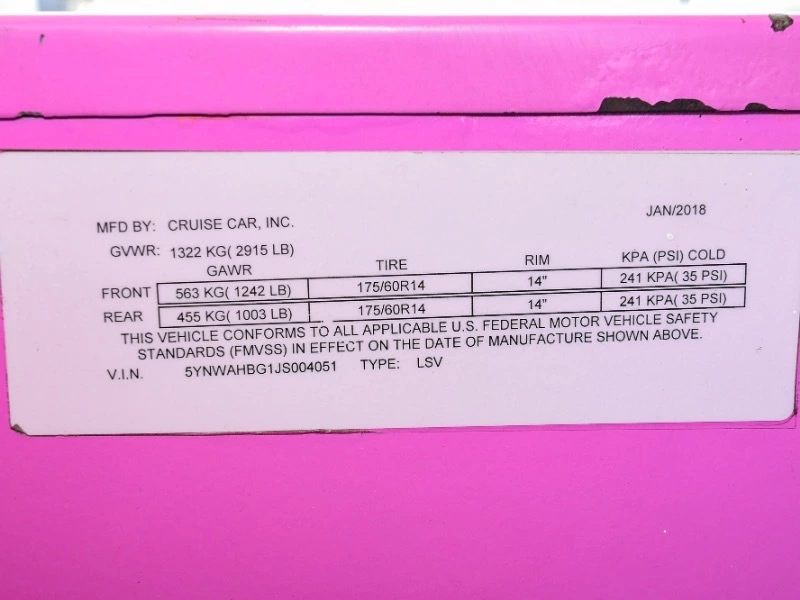 JAN/2018
MFD BY: CRUISE CAR, INC.
GVWR: 1322 KG( 2915 LB)
GAWR TIRE RIM KPA (PSI) COLD
FRONT 563 KG( 1242 LB) 175/60R14 14" 241 KPA( 35 PSI)
REAR 455 KG( 1003 LB) 175/60R14 14" 241 KPA( 35 PSI)
THIS VEHICLE CONFORMS TO ALL APPLICABLE U.S. FEDERAL MOTOR VEHICLE SAFETY
STANDARDS (FMVSS) IN EFFECT ON THE DATE OF MANUFACTURE SHOWN ABOVE.
V.I.N. 5YNWAHBG1JS004051 TYPE: LSV